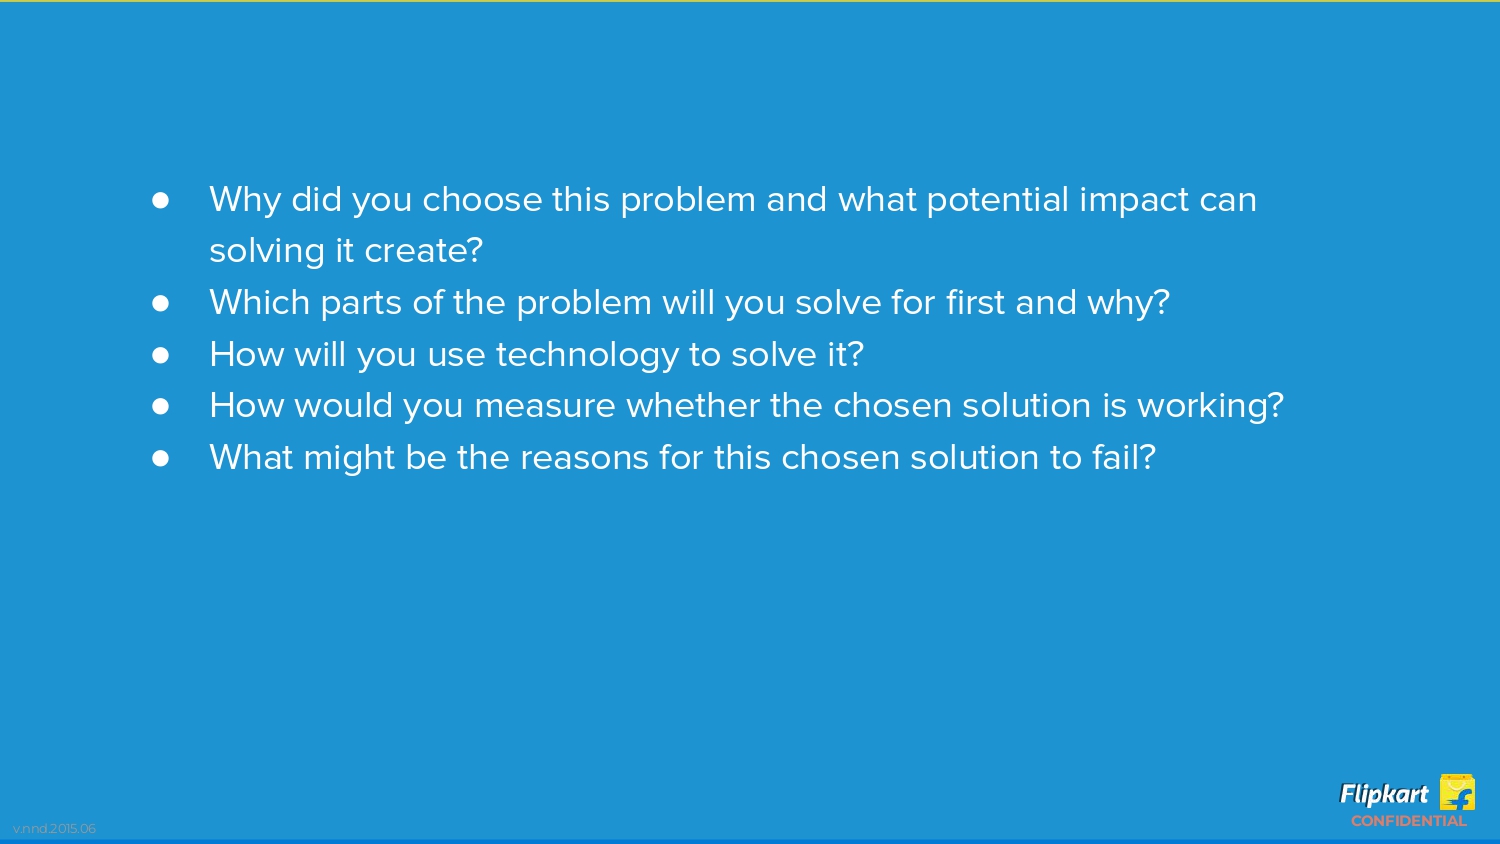 ● Why did you choose this problem and what potential impact can
solving it create?
● Which parts of the problem will you solve for first and why?
● How will you use technology to solve it?
● How would you measure whether the chosen solution is working?
● What might be the reasons for this chosen solution to fail?
Flipkart
CONFIDENTIAL
v.nnd.2015.06